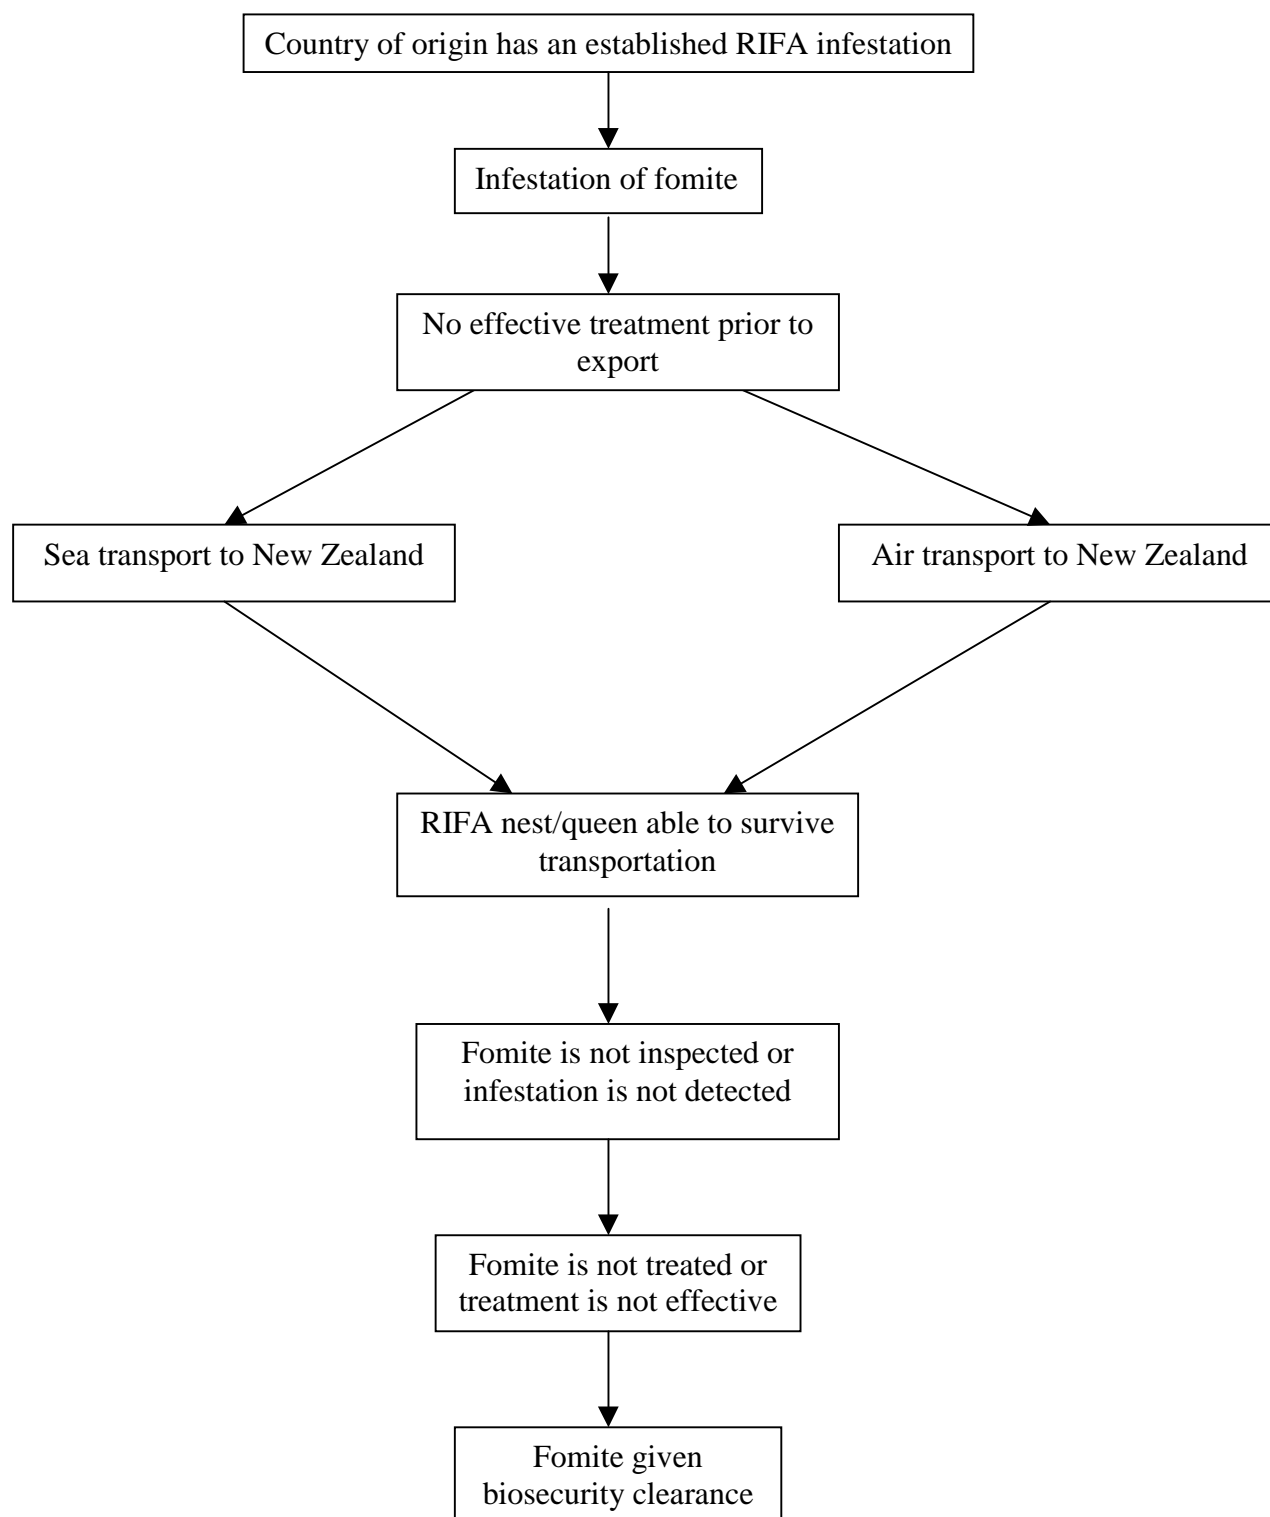 Country of origin has an established RIFA infestation
Infestation of fomite
No effective treatment prior to
export
Sea transport to New Zealand
Air transport to New Zealand
RIFA nest/queen able to survive
transportation
Fomite is not inspected or
infestation is not detected
Fomite is not treated or
treatment is not effective
Fomite given
biosecurity clearance